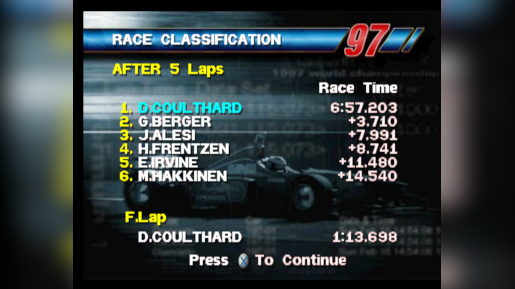 RACE CLASSIFICATION 97
AFTER 5 Laps
Race Time
1. D.COULTHARD 6:57.203
2. G.BERGER +3.710
3. J.ALESI +7.991
4. H.FRENTZEN +8.741
5. E.IRVINE +11.480
6. M.HAKKINEN +14.540
F.Lap
D.COULTHARD 1:13.698
Press X To Continue